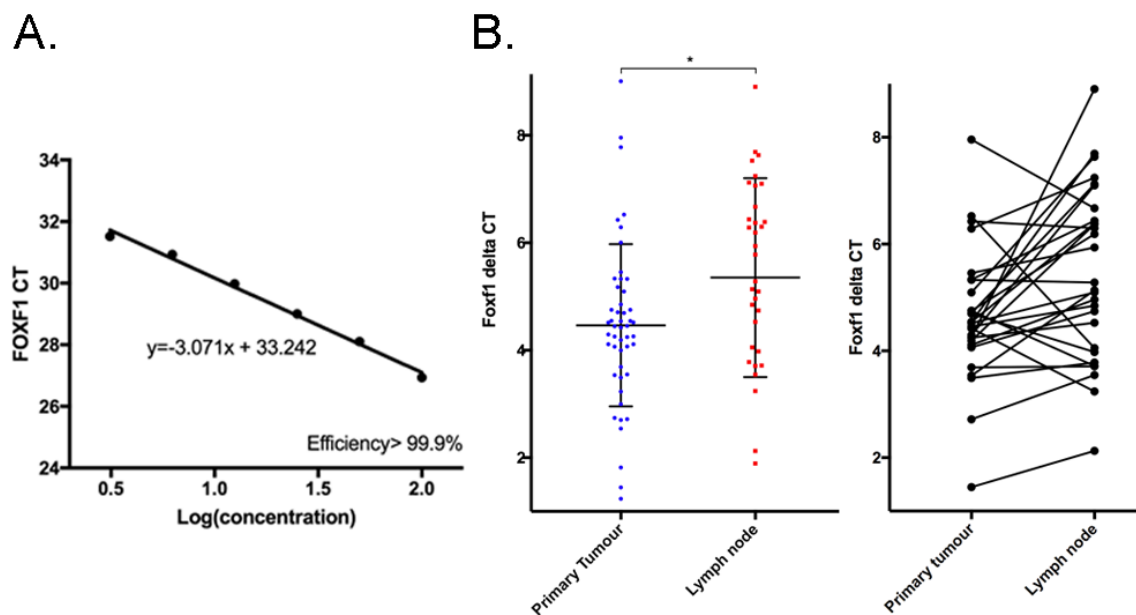 A.
B.
FOXF1 CT
34
32
30
28
26
24
y=-3.071x + 33.242
Efficiency> 99.9%
0.5
1.0
1.5
2.0
Log(concentration)
*
Foxf1 delta CT
8
6
4
2
Primary Tumour
Lymph node
Foxf1 delta CT
8
6
4
2
Primary tumour
Lymph node